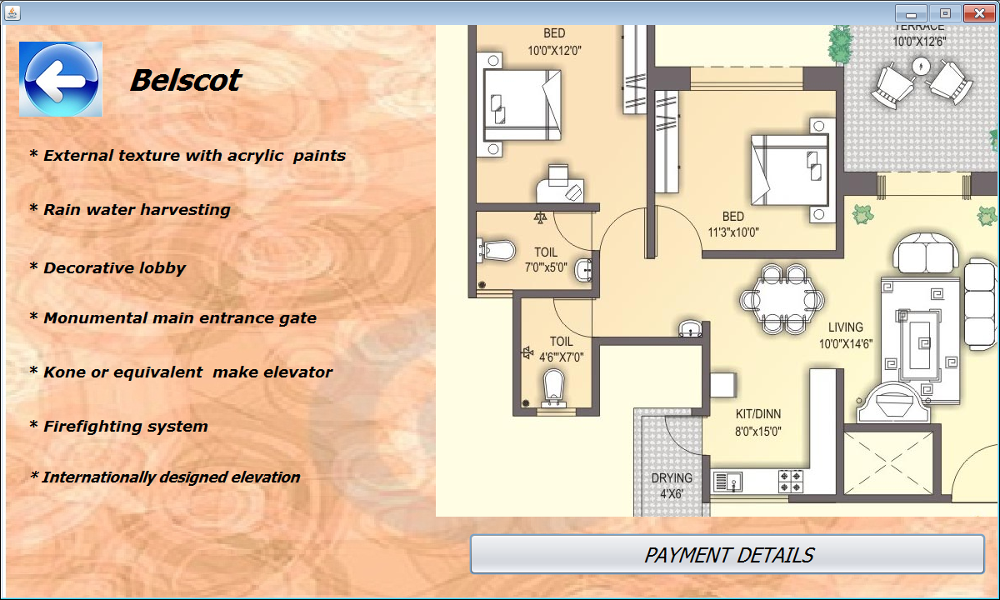 Belscot
* External texture with acrylic  paints
* Rain water harvesting
* Decorative lobby
* Monumental main entrance gate
* Kone or equivalent  make elevator
* Firefighting system
* Internationally designed elevation
BED
10'0"X12'0"
TERRACE
10'0"X12'6"
BED
11'3"x10'0"
TOIL
7'0"'x5'0"
TOIL
4'6"'X7'0"
LIVING
10'0"X14'6"
KIT/DINN
8'0"x15'0"
DRYING
4'X6'
PAYMENT DETAILS